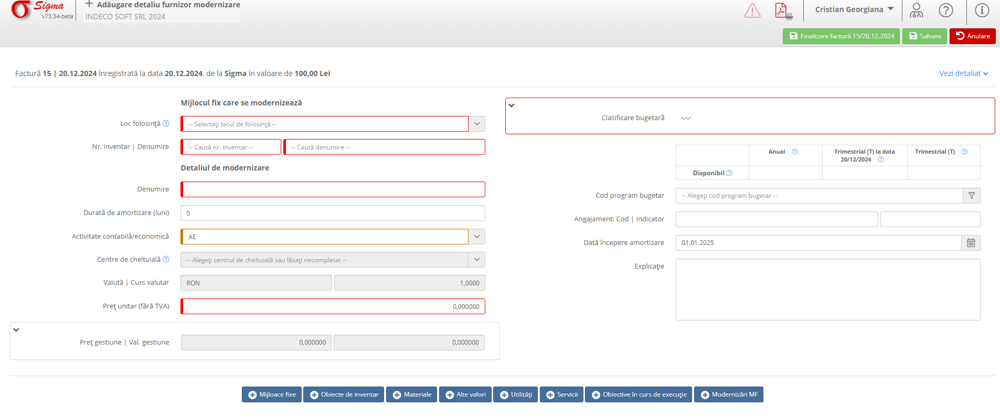 Sigma
v73.34-beta
Adăugare detaliu furnizor modernizare
INDECO SOFT SRL 2024
Cristian Georgiana
Finalizare factură 15/20.12.2024
Salvare
Anulare
Factură 15 | 20.12.2024 înregistrată la data 20.12.2024, de la Sigma în valoare de 100,00 Lei
Vezi detaliat
Mijlocul fix care se modernizează
Loc folosință
-- Selectați locul de folosință --
Nr. inventar | Denumire
-- Caută nr. inventar --
-- Caută denumire --
Detaliul de modernizare
Denumire
Durată de amortizare (luni)
0
Activitate contabilă/economică
AE
Centre de cheltuială
-- Alegeți centrul de cheltuială sau lăsați necompletat --
Valută | Curs valutar
RON
1,0000
Preț unitar (fără TVA)
0,000000
Preț gestiune | Val. gestiune
0,000000
0,000000
Clasificare bugetară
-.-.-
Anual
Trimestrial (T) la data
20/12/2024
Trimestrial (T)
Disponibil
Cod program bugetar
-- Alegeți cod program bugetar --
Angajament: Cod | Indicator
Dată începere amortizare
01.01.2025
Explicație
Mijloace fixe
Obiecte de inventar
Materiale
Alte valori
Utilități
Servicii
Obiective în curs de execuție
Modernizări MF